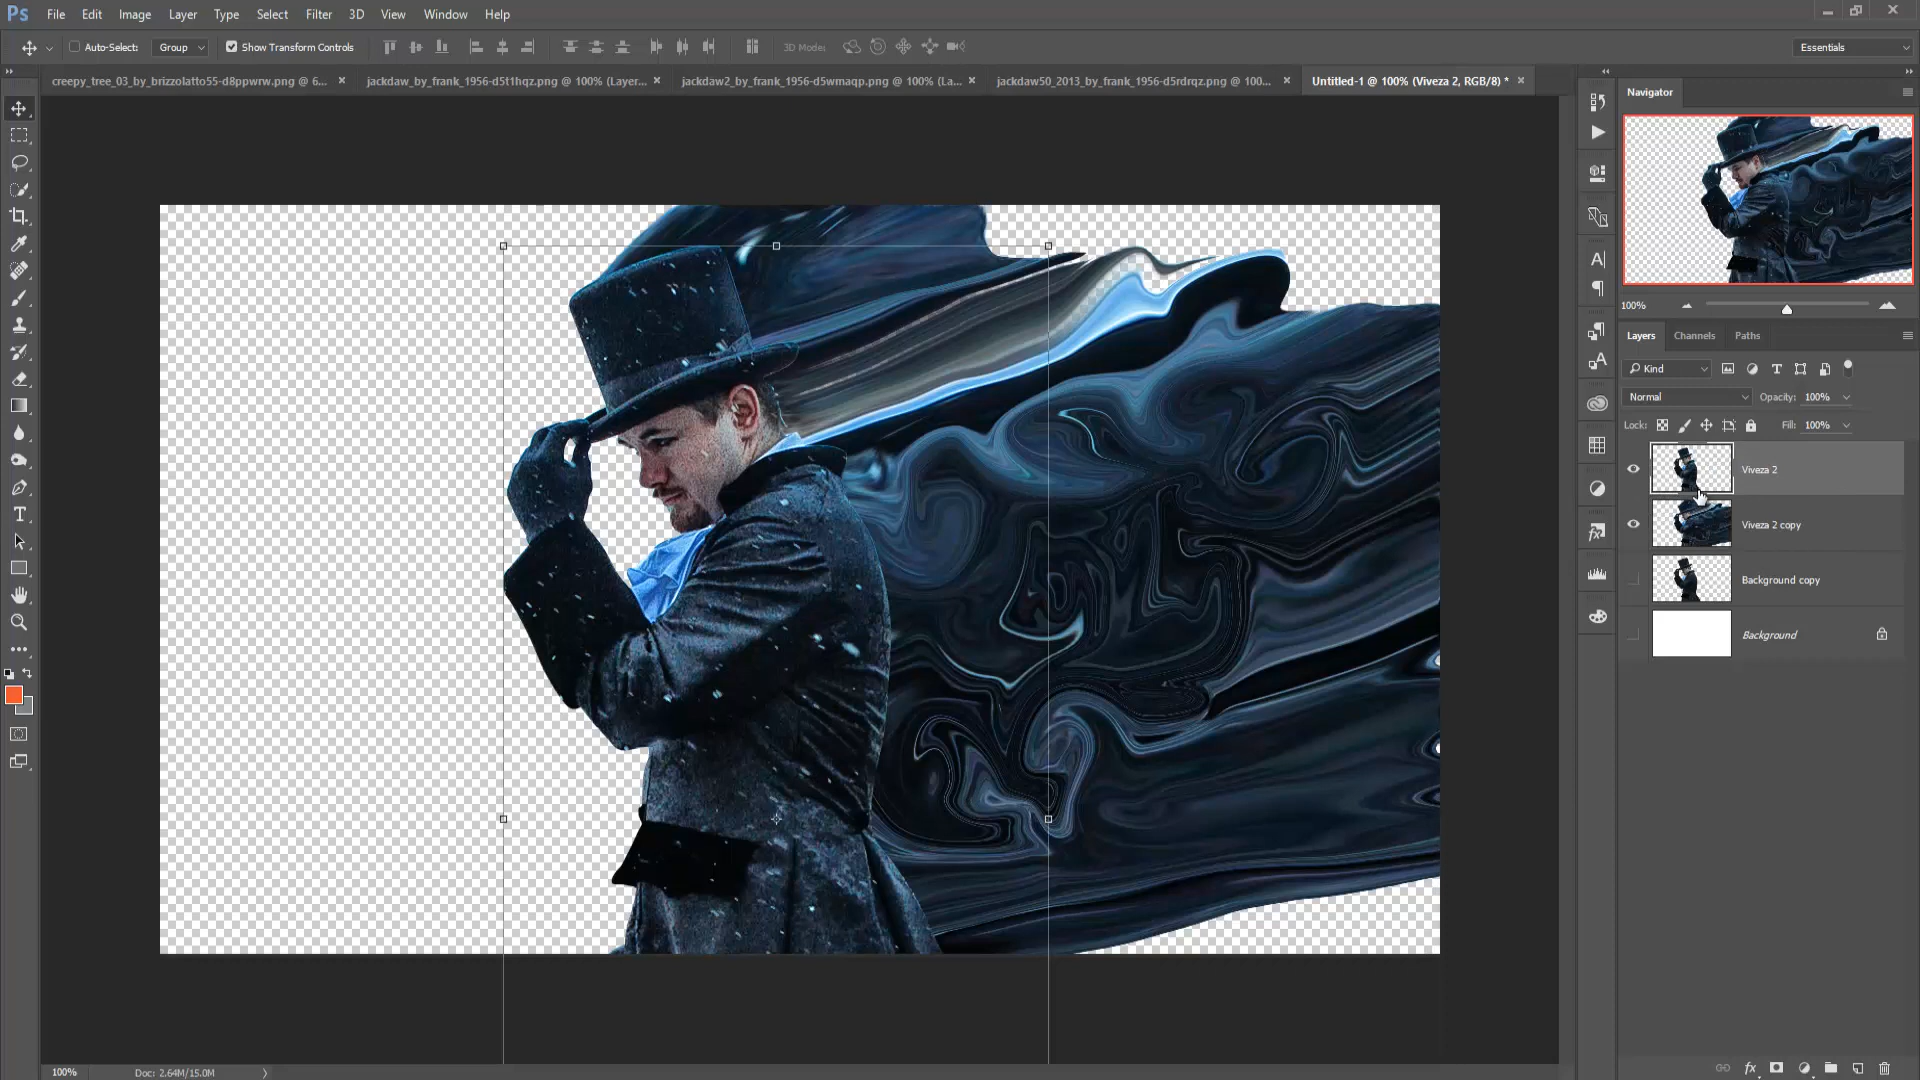 Ps File Edit Image Layer Type Select Filter 3D View Window Help
Auto-Select: Group Show Transform Controls 3D Mode: Essentials
creepy_tree_03_by_brizzolatto55-d8ppwrw.png @ 6... × jackdaw_by_frank_1956-d5t1hqz.png @ 100% (Layer... × jackdaw2_by_frank_1956-d5wmaqp.png @ 100% (La... × jackdaw50_2013_by_frank_1956-d5rdrqz.png @ 100... × Untitled-1 @ 100% (Viveza 2, RGB/8) * ×
Navigator
100%
Layers Channels Paths
Kind
Normal Opacity: 100%
Lock: Fill: 100%
Viveza 2
Viveza 2 copy
Background copy
Background
100% Doc: 2.64M/15.0M